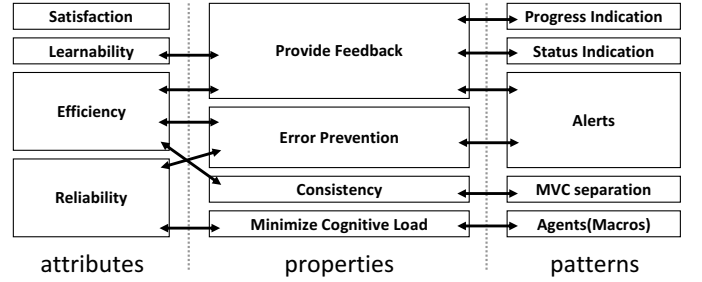 Satisfaction
Learnability
Efficiency
Reliability
attributes
Provide Feedback
Error Prevention
Consistency
Minimize Cognitive Load
properties
Progress Indication
Status Indication
Alerts
MVC separation
Agents(Macros)
patterns